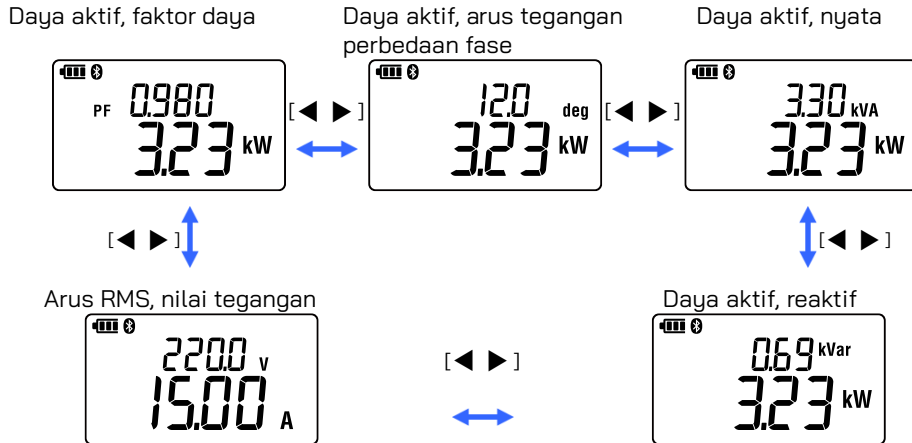 Daya aktif, faktor daya
Daya aktif, arus tegangan
perbedaan fase
Daya aktif, nyata
PF 0.980
3.23 kW
[◀ ▶]
12.0 deg
3.23 kW
[◀ ▶]
3.30 kVA
3.23 kW
[◀ ▶]
[◀ ▶]
Arus RMS, nilai tegangan
Daya aktif, reaktif
220.0 V
15.00 A
[◀ ▶]
0.69 kVar
3.23 kW